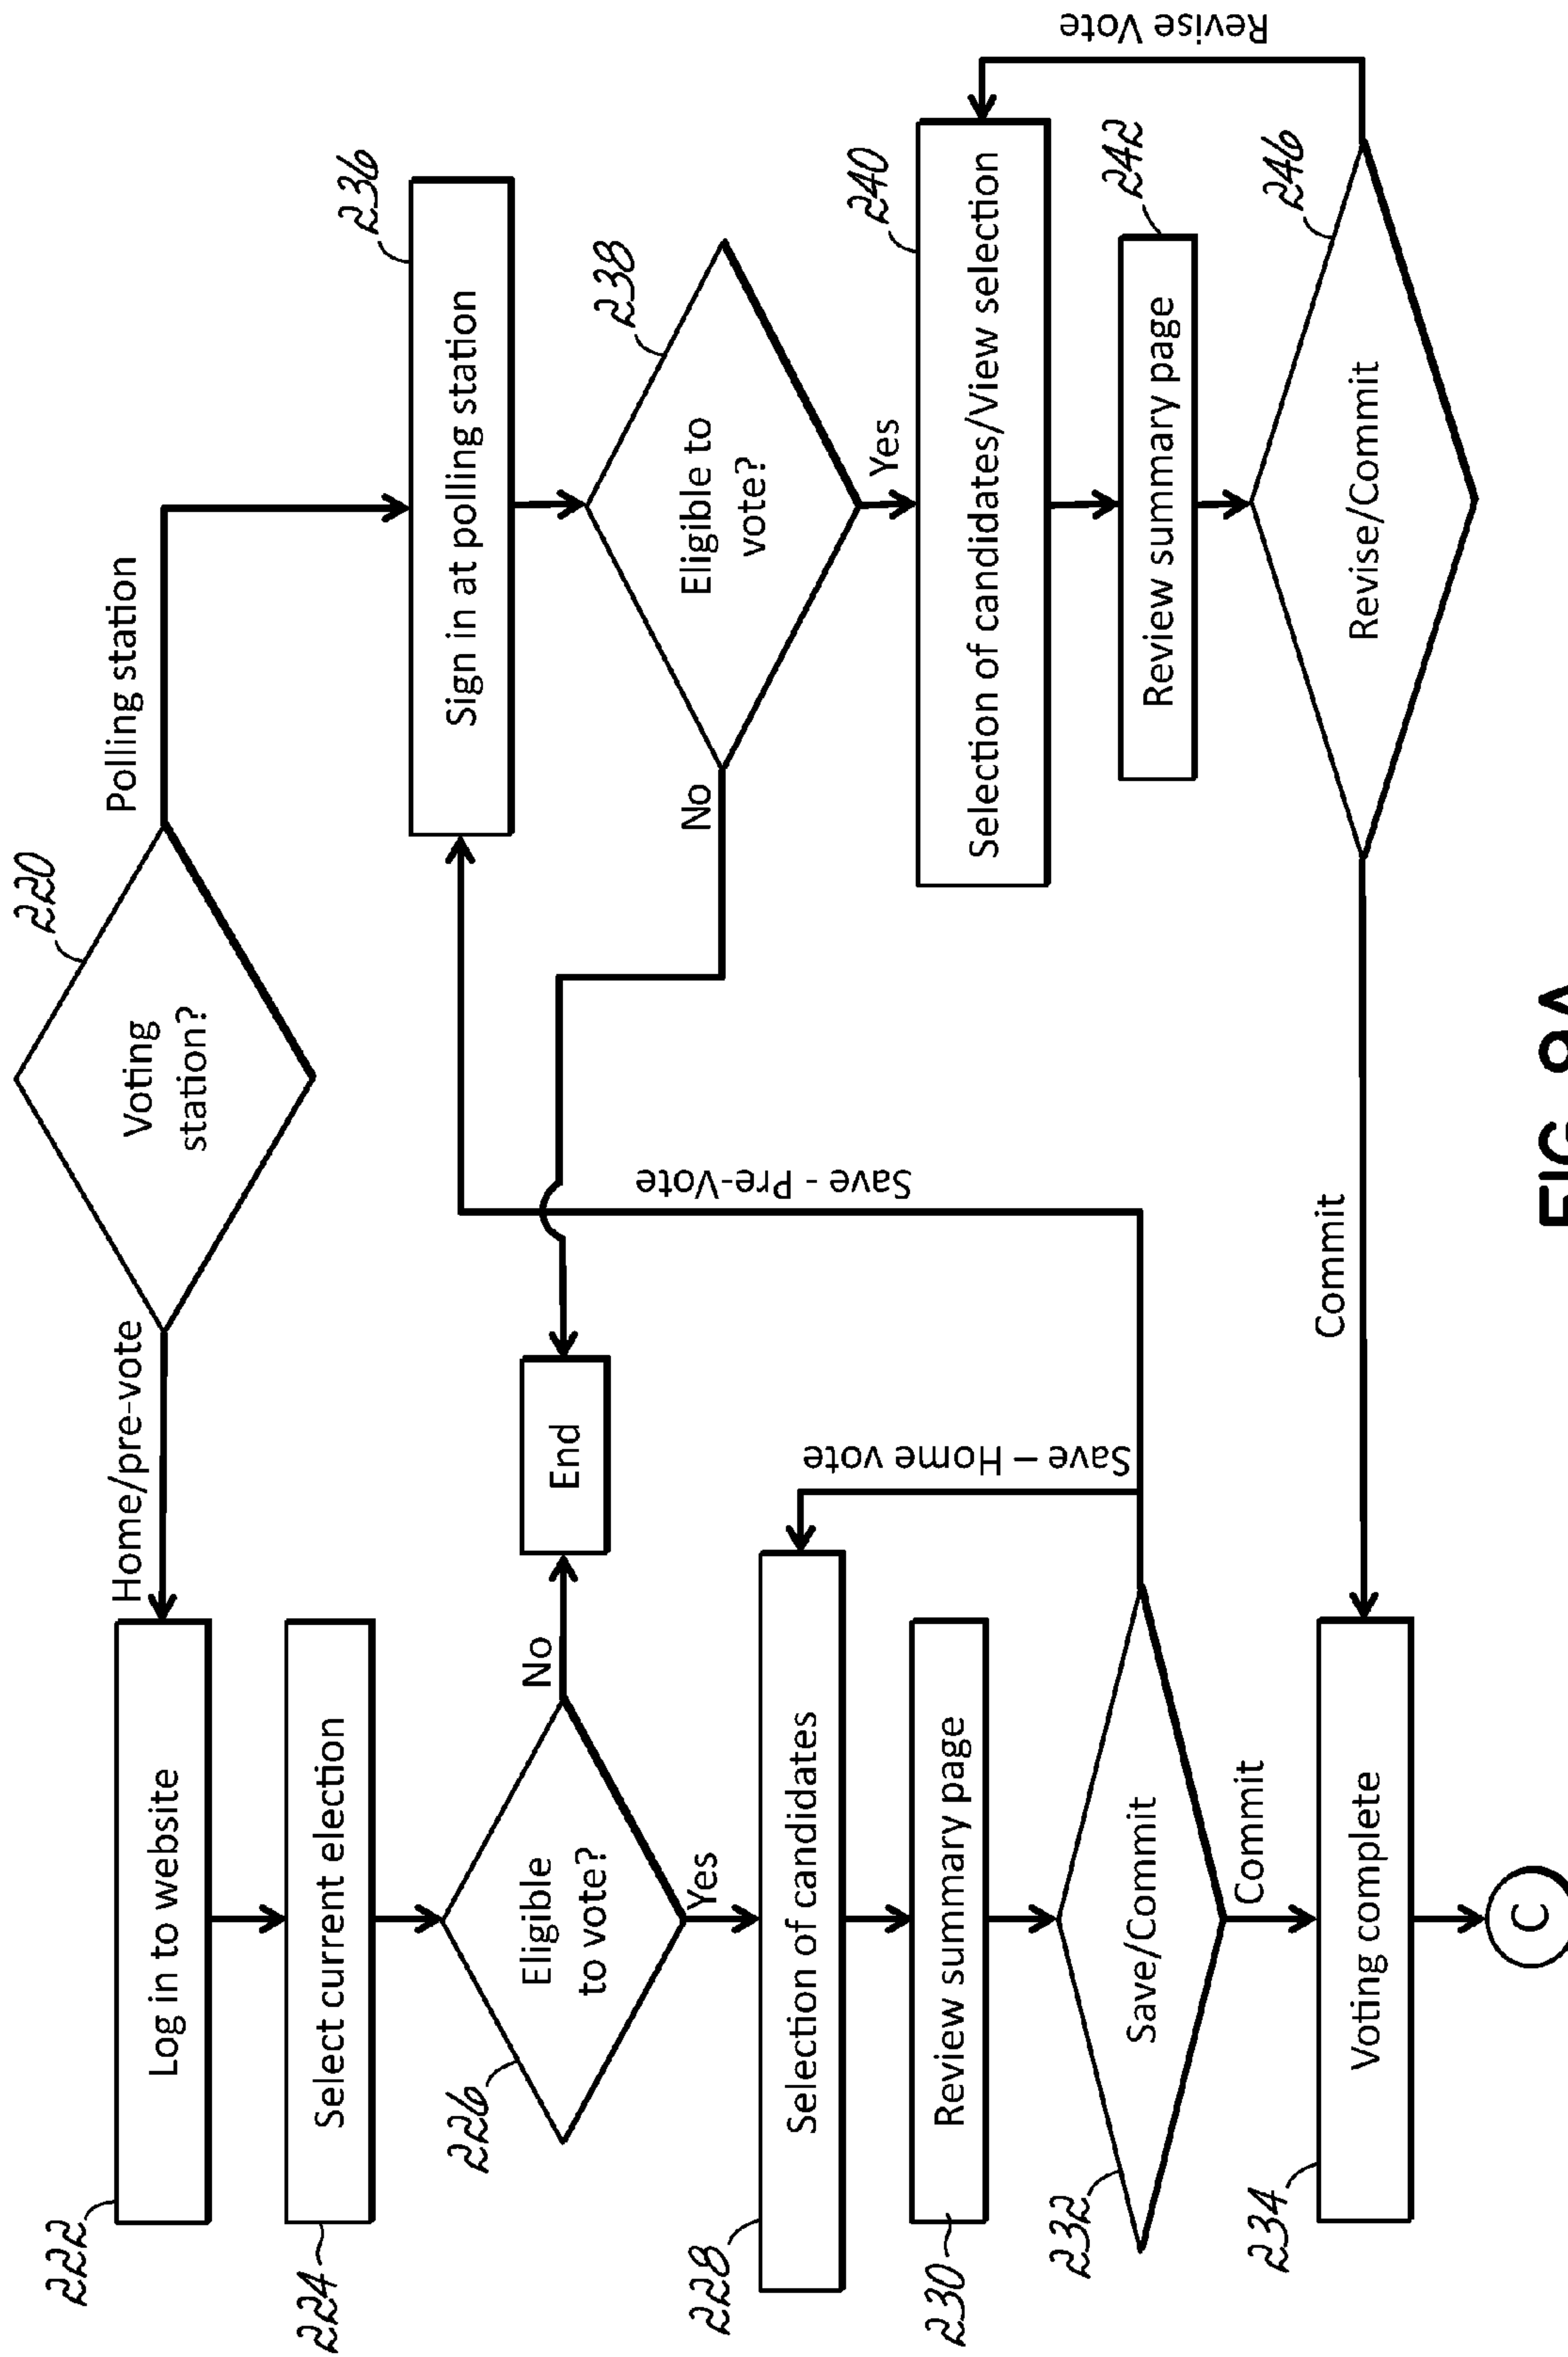 220
Voting
station?
Home/pre-vote
Polling station
222
Log in to website
224
Select current election
226
Eligible
to vote?
No
End
Yes
228
Selection of candidates
230
Review summary page
232
Save/Commit
Save – Home vote
Save - Pre-Vote
Commit
234
Voting complete
C
236
Sign in at polling station
238
Eligible to
vote?
No
Yes
240
Selection of candidates/View selection
242
Review summary page
246
Revise/Commit
Revise Vote
Commit
FIG.